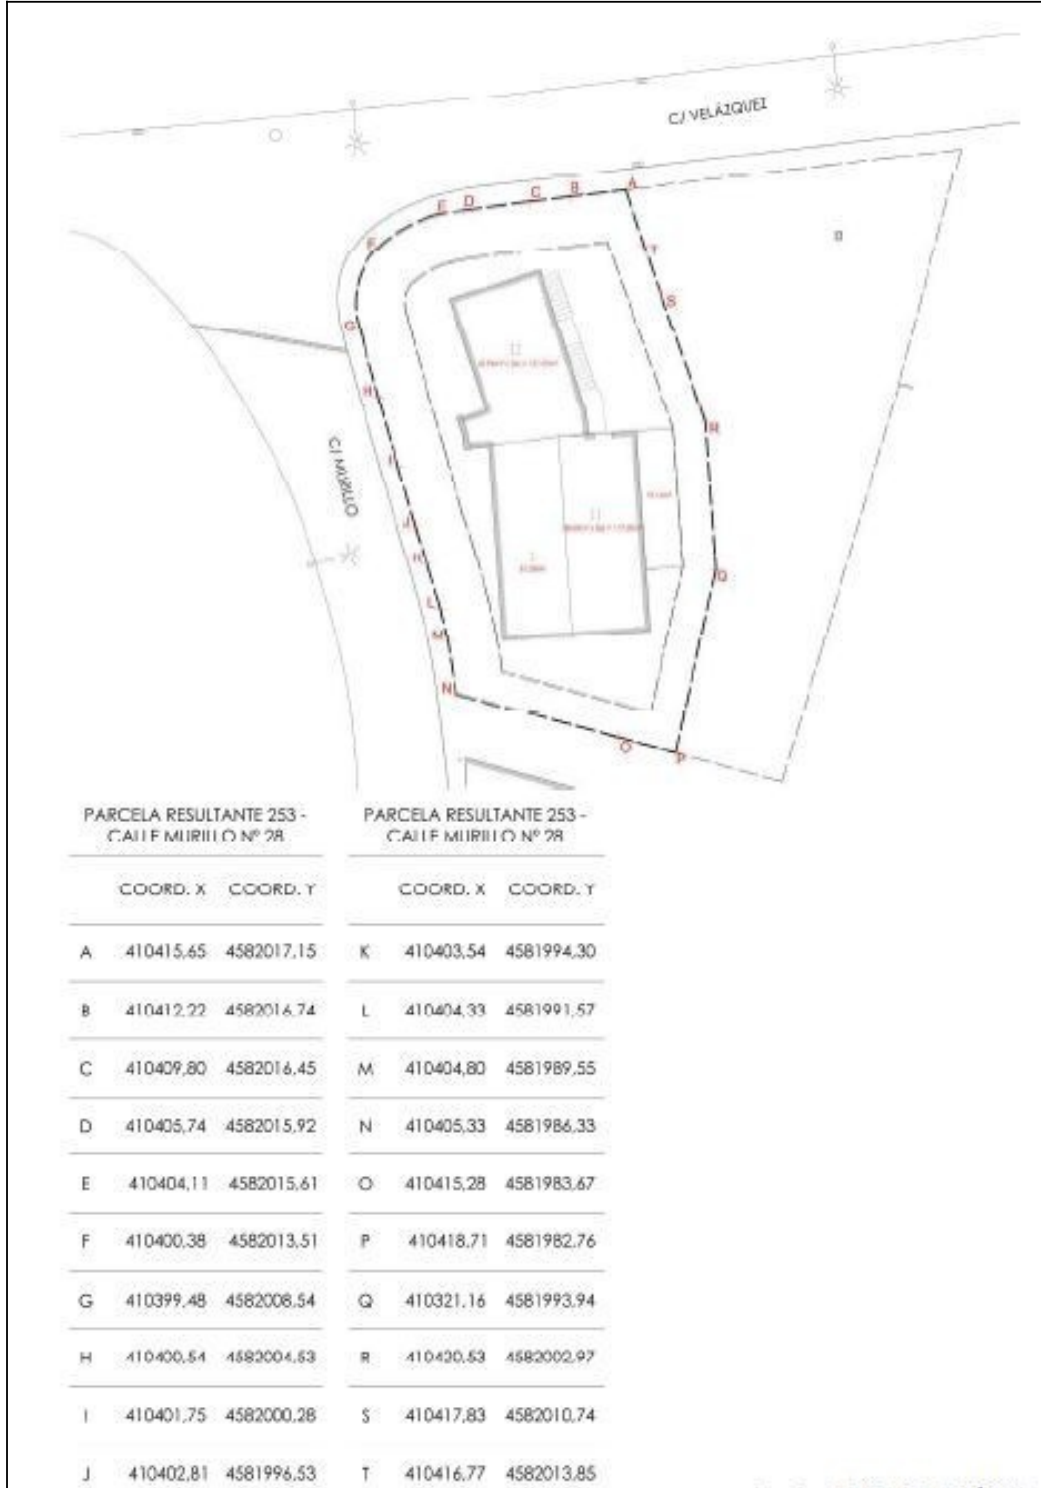 C/ VELÁZQUEZ
A
B
C
D
E
F
T
B
S
G
H
R
I
C/ MURILLO
J
K
Q
L
M
N
O
P
PARCELA RESULTANTE 253 - PARCELA RESULTANTE 253 -
CALLE MURILLO Nº 28 CALLE MURILLO Nº 28
COORD. X COORD. Y COORD. X COORD. Y
A 410415,65 4582017,15 K 410403,54 4581994,30
B 410412,22 4582016,74 L 410404,33 4581991,57
C 410409,80 4582016,45 M 410404,80 4581989,55
D 410405,74 4582015,92 N 410405,33 4581986,33
E 410404,11 4582015,61 O 410415,28 4581983,67
F 410400,38 4582013,51 P 410418,71 4581982,76
G 410399,48 4582008,54 Q 410321,16 4581993,94
H 410400,54 4582004,53 R 410420,53 4582002,97
I 410401,75 4582000,28 S 410417,83 4582010,74
J 410402,81 4581996,53 T 410416,77 4582013,85